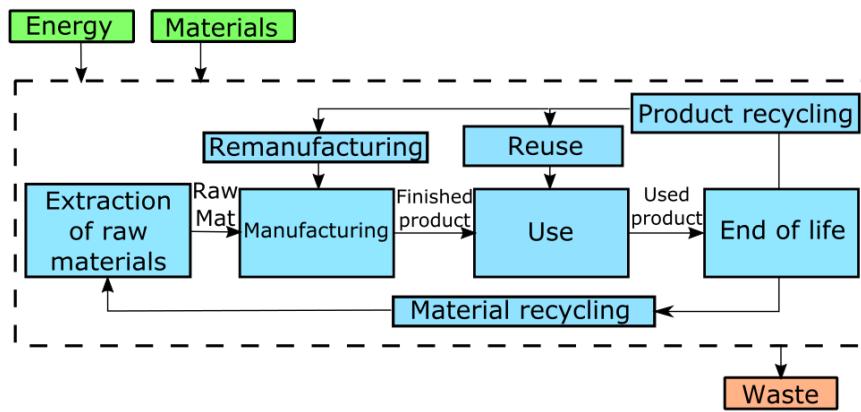 Energy
Materials
Product recycling
Remanufacturing
Reuse
Extraction
of raw
materials
Raw
Mat
Manufacturing
Finished
product
Use
Used
product
End of life
Material recycling
Waste